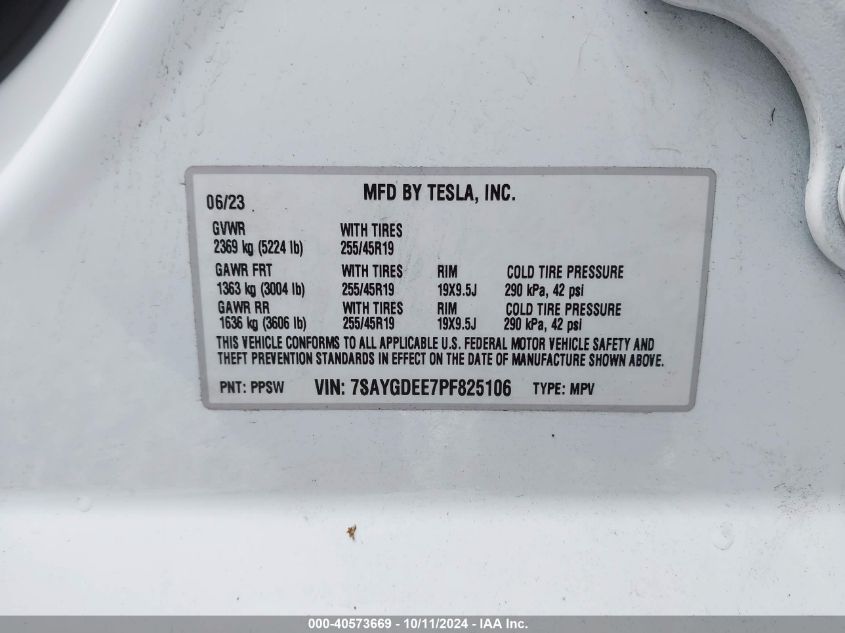 06/23 MFD BY TESLA, INC.
GVWR WITH TIRES
2369 kg (5224 lb) 255/45R19
GAWR FRT WITH TIRES RIM COLD TIRE PRESSURE
1363 kg (3004 lb) 255/45R19 19X9.5J 290 kPa, 42 psi
GAWR RR WITH TIRES RIM COLD TIRE PRESSURE
1636 kg (3606 lb) 255/45R19 19X9.5J 290 kPa, 42 psi
THIS VEHICLE CONFORMS TO ALL APPLICABLE U.S. FEDERAL MOTOR VEHICLE SAFETY AND
THEFT PREVENTION STANDARDS IN EFFECT ON THE DATE OF MANUFACTURE SHOWN ABOVE.
PNT: PPSW VIN: 7SAYGDEE7PF825106 TYPE: MPV
000-40573669 - 10/11/2024 - IAA Inc.